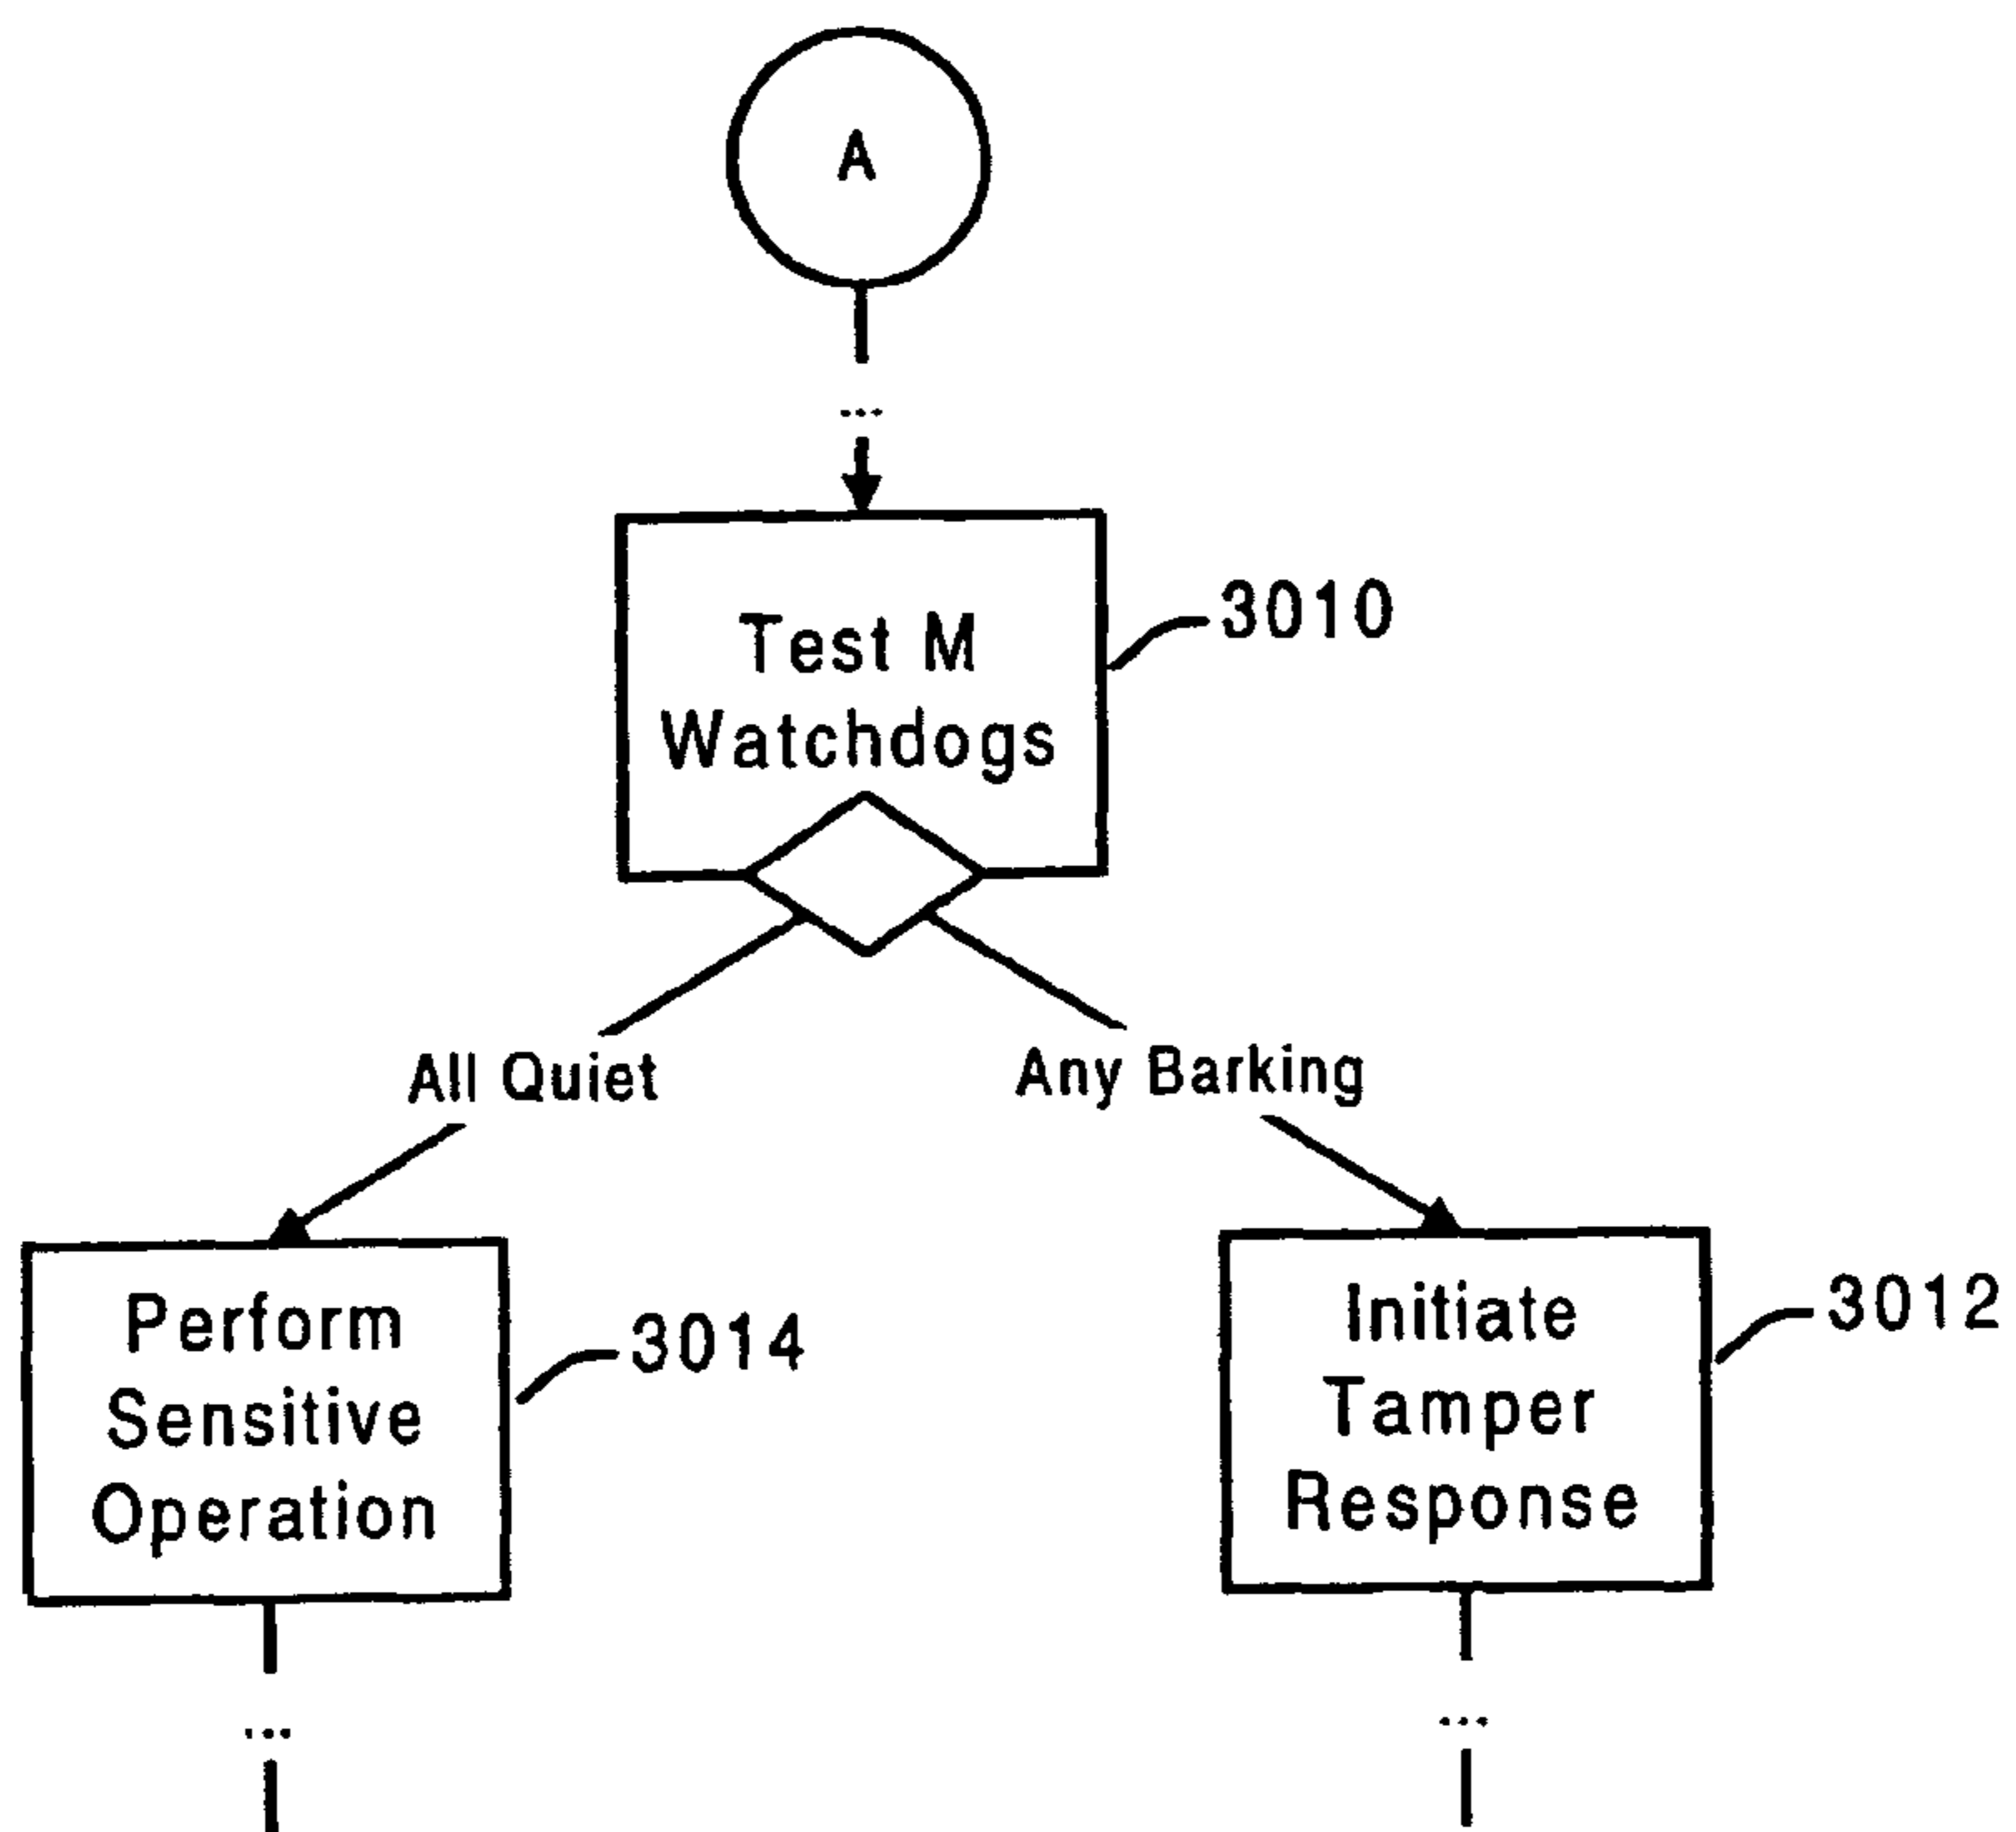 A
...
Test M
Watchdogs
3010
All Quiet
Any Barking
Perform
Sensitive
Operation
3014
Initiate
Tamper
Response
3012
...
...